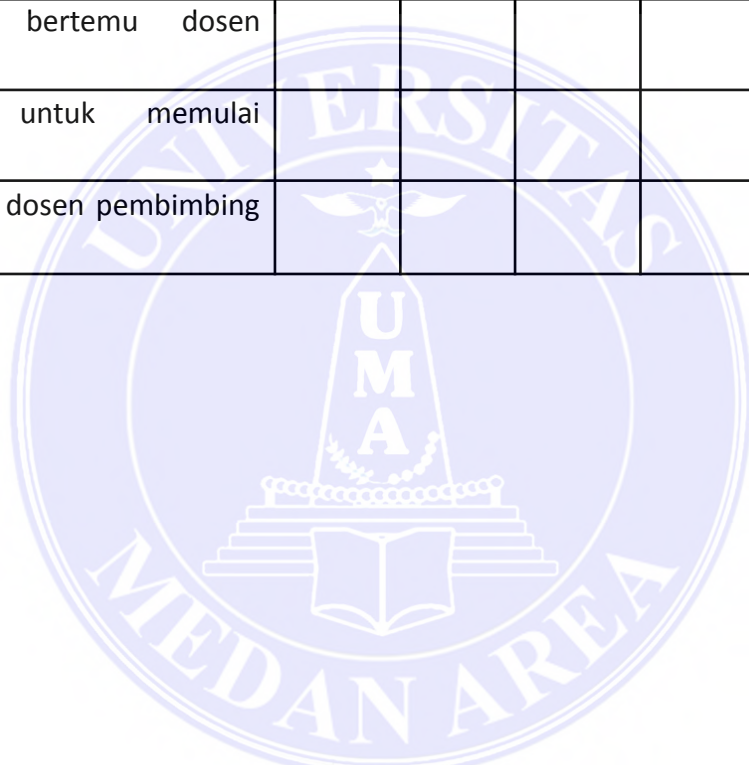 bertemu dosen
untuk memulai
dosen pembimbing
UNIVERSITAS
UMA
MEDAN AREA